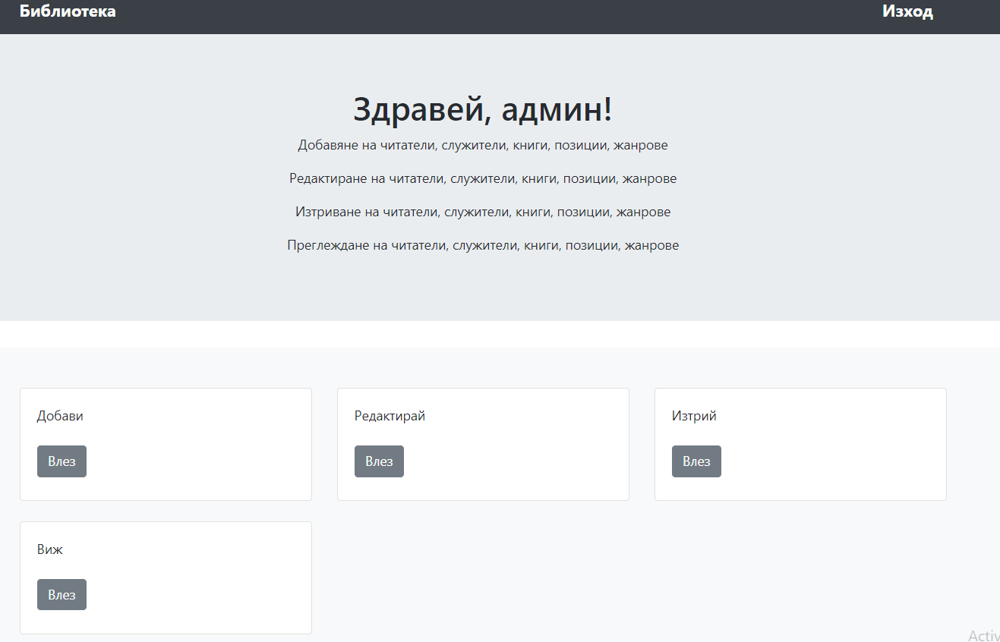 Библиотека
Изход
Здравей, админ!
Добавяне на читатели, служители, книги, позиции, жанрове
Редактиране на читатели, служители, книги, позиции, жанрове
Изтриване на читатели, служители, книги, позиции, жанрове
Преглеждане на читатели, служители, книги, позиции, жанрове
Добави
Редактирай
Изтрий
Влез
Влез
Влез
Виж
Влез
Activ